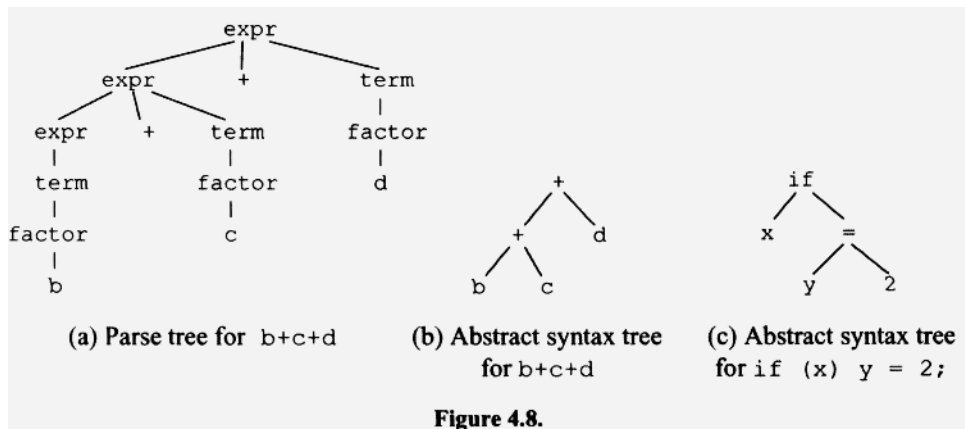 expr
expr + term
expr + term factor
term factor d
factor c
b
+
+ d
b c
if
x =
y 2
(a) Parse tree for b+c+d
(b) Abstract syntax tree
for b+c+d
(c) Abstract syntax tree
for if (x) y = 2;
Figure 4.8.